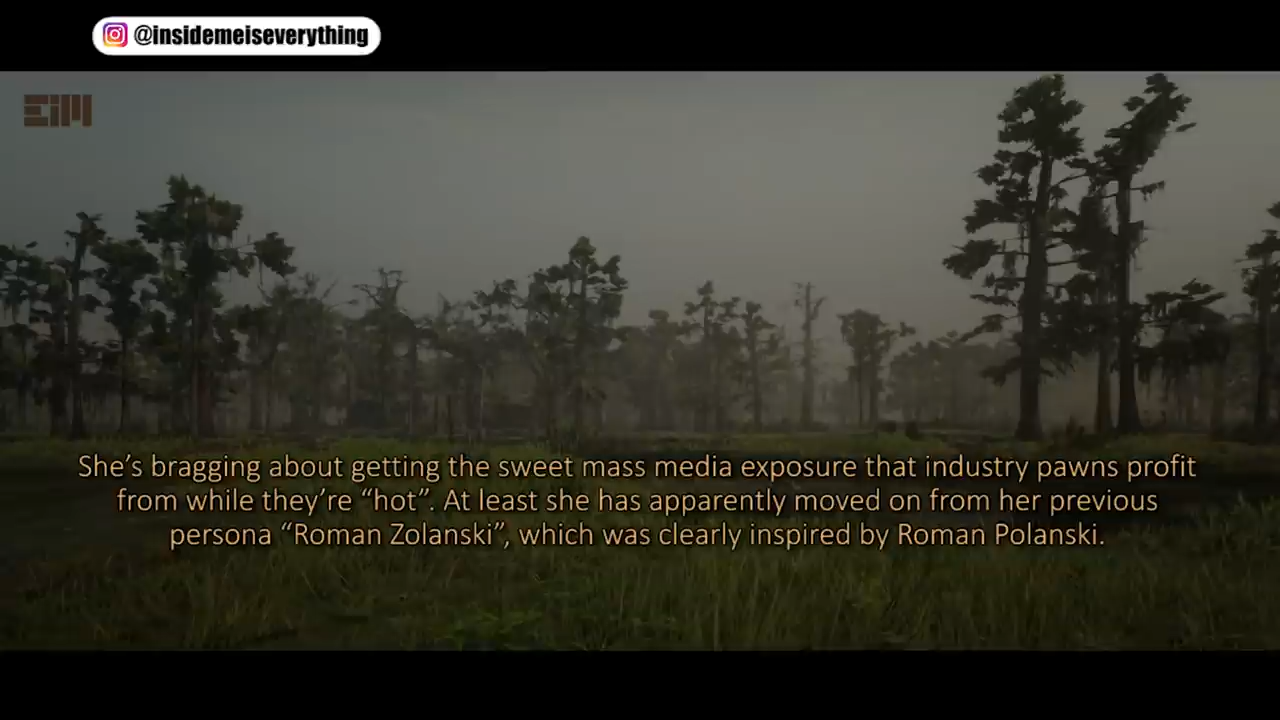 @insidemeiseverything
EIM
She's bragging about getting the sweet mass media exposure that industry pawns profit
from while they're “hot”. At least she has apparently moved on from her previous
persona “Roman Zolanski”, which was clearly inspired by Roman Polanski.